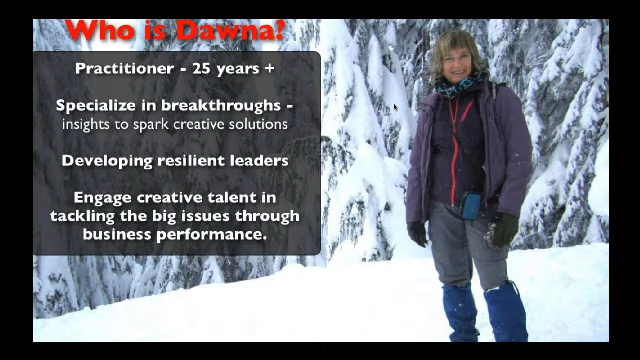 Who is Dawna?
Practitioner - 25 years +
Specialize in breakthroughs -
insights to spark creative solutions
Developing resilient leaders
Engage creative talent in
tackling the big issues through
business performance.